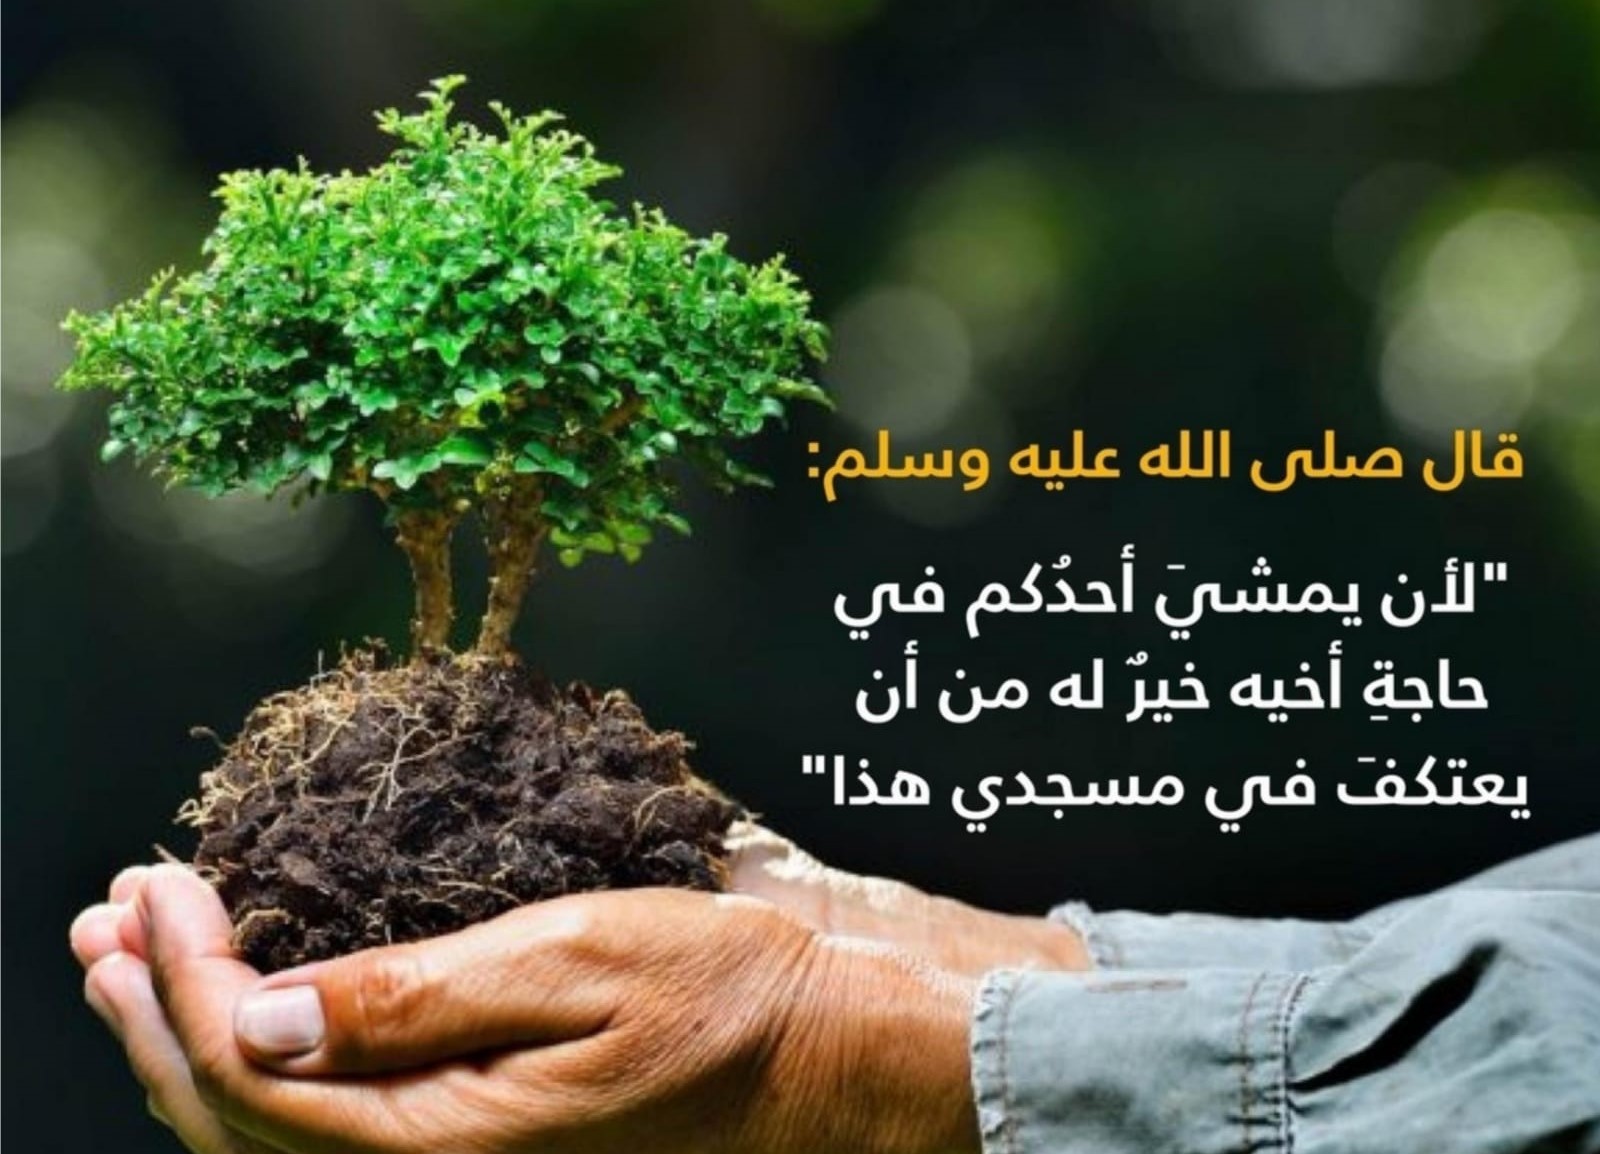 قال صلى الله عليه وسلم:
"لأن يمشيَ أحدُكم في
حاجةِ أخيه خيرٌ له من أن
يعتكفَ في مسجدي هذا"